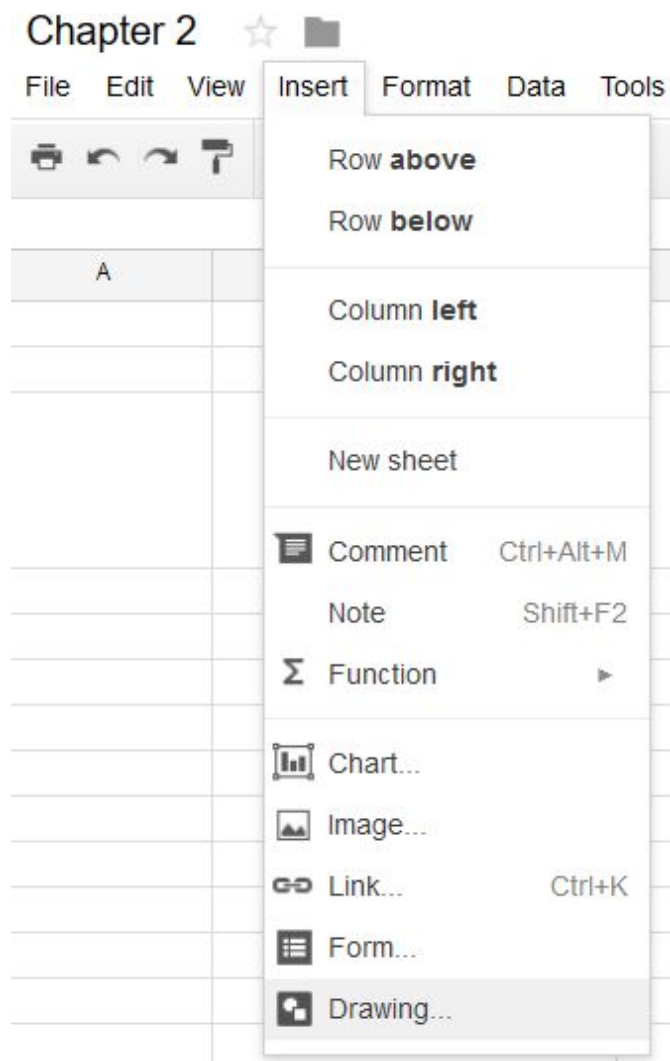 Chapter 2
File Edit View Insert Format Data Tools
Row above
Row below
A
Column left
Column right
New sheet
Comment Ctrl+Alt+M
Note Shift+F2
Σ Function
Chart...
Image...
Link... Ctrl+K
Form...
Drawing...